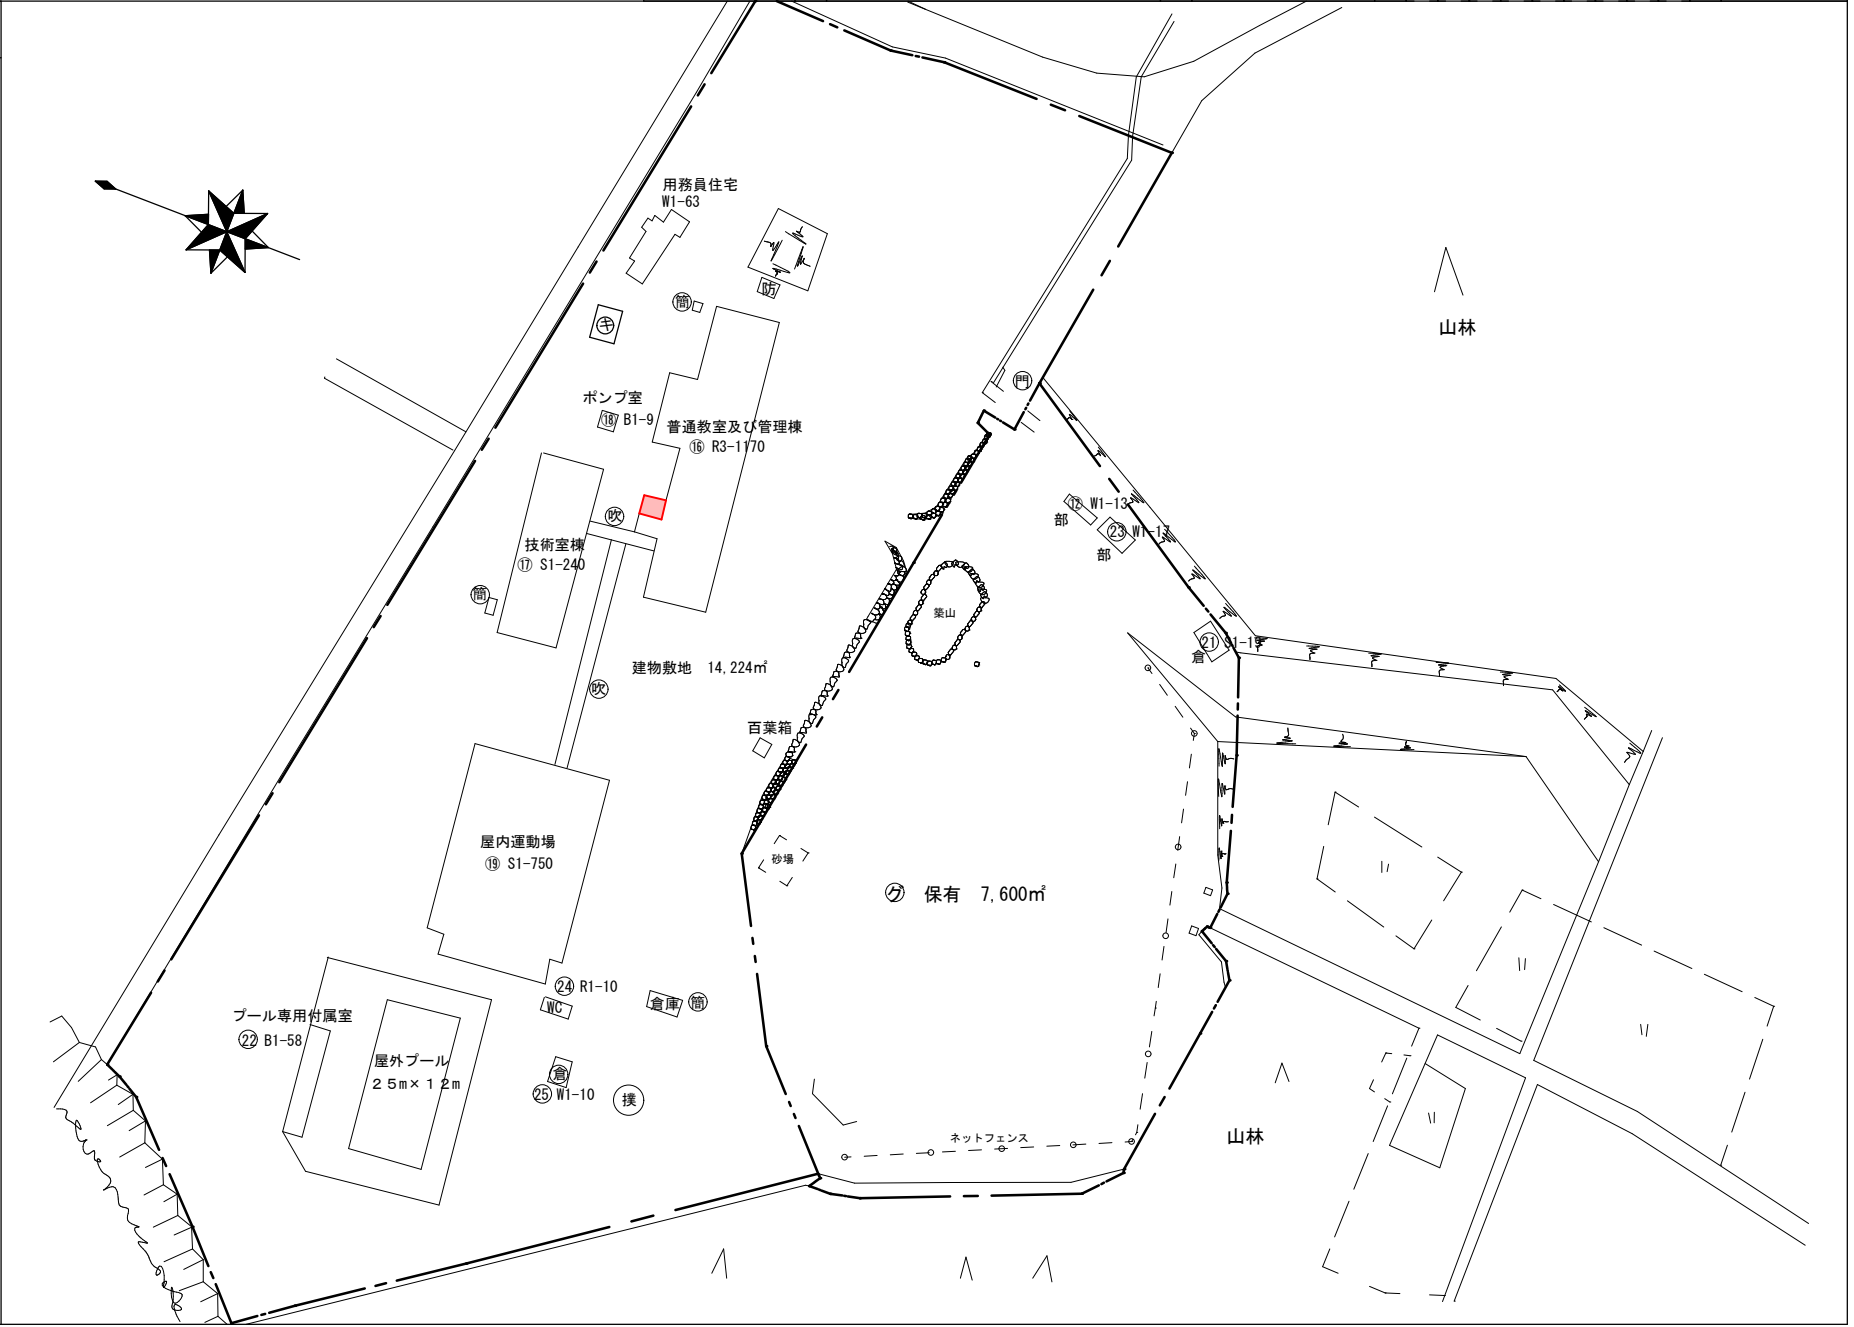 用務員住宅
W1-63
防
簡
キ
門
山林
ポンプ室
⑱ B1-9
普通教室及び管理棟
⑯ R3-1170
⑫ W1-13
部
㉓ W1-17
部
吹
技術室棟
⑰ S1-240
簡
築山
㉑ S1-19
倉
建物敷地 14,224㎡
吹
百葉箱
屋内運動場
⑲ S1-750
砂場
グ 保有 7,600㎡
㉔ R1-10
WC
倉庫 簡
プール専用付属室
㉒ B1-58
屋外プール
25m×12m
倉
㉕ W1-10
撲
ネットフェンス
山林